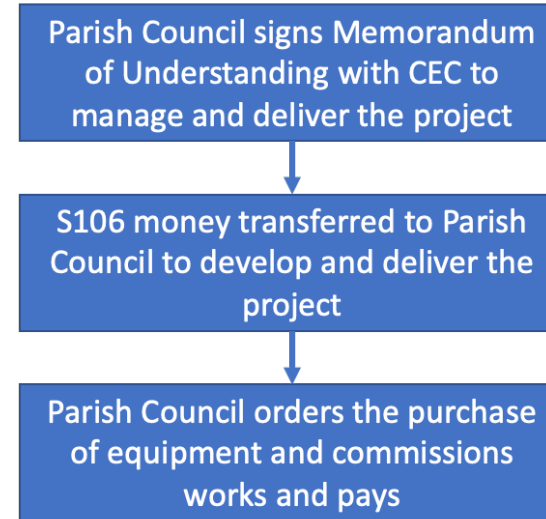 Parish Council signs Memorandum
of Understanding with CEC to
manage and deliver the project
S106 money transferred to Parish
Council to develop and deliver the
project
Parish Council orders the purchase
of equipment and commissions
works and pays